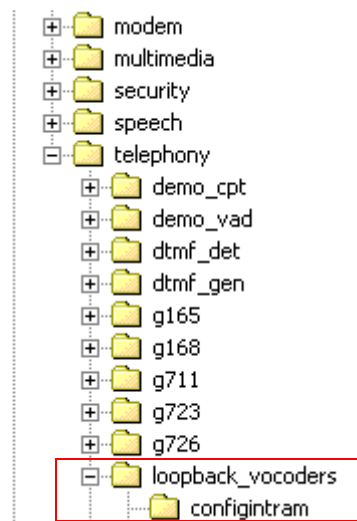 modem
multimedia
security
speech
telephony
demo_cpt
demo_vad
dtmf_det
dtmf_gen
g165
g168
g711
g723
g726
loopback_vocoders
configintram